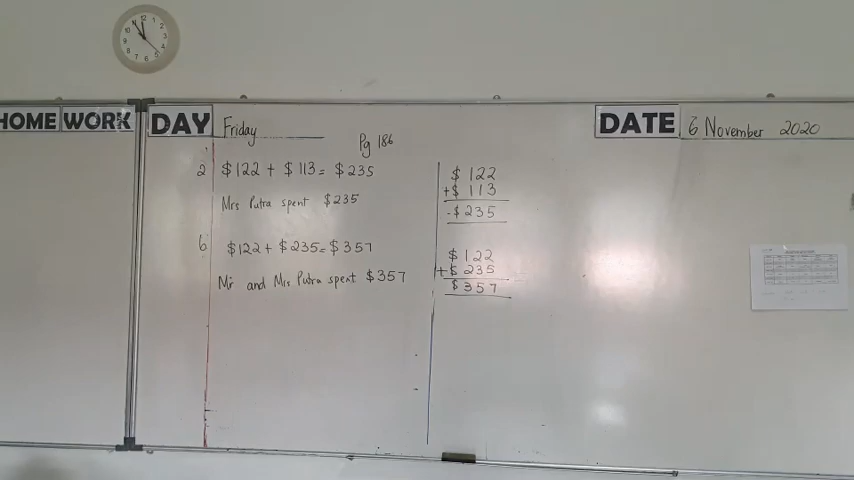 HOME WORK
DAY Friday
DATE 6 November 2020
Pg 186
2 $122 + $113 = $235
Mrs Putra spent $235
$ 122
+$ 113
-$ 235
6 $122 + $235 = $357
Mr and Mrs Putra spent $357
$ 122
+$ 235
$ 357